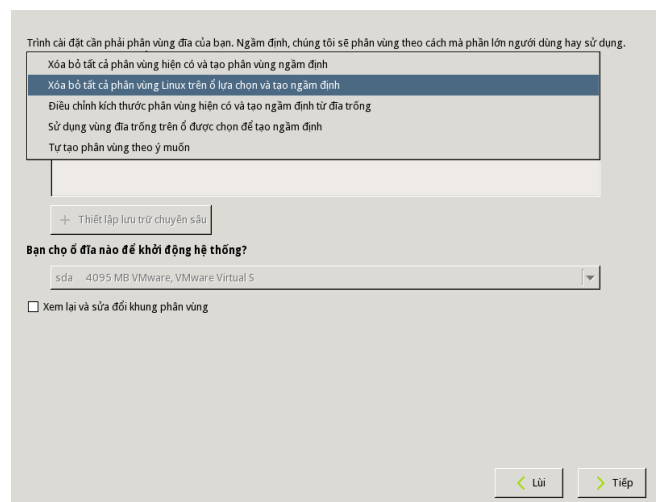 Trình cài đặt cần phải phân vùng đĩa của bạn. Ngầm định, chúng tôi sẽ phân vùng theo cách mà phần lớn người dùng hay sử dụng.
Xóa bỏ tất cả phân vùng hiện có và tạo phân vùng ngầm định
Xóa bỏ tất cả phân vùng Linux trên ổ lựa chọn và tạo ngầm định
Điều chỉnh kích thước phân vùng hiện có và tạo ngầm định từ đĩa trống
Sử dụng vùng đĩa trống trên ổ được chọn để tạo ngầm định
Tự tạo phân vùng theo ý muốn
Thiết lập lưu trữ chuyên sâu
Bạn chọ ổ đĩa nào để khởi động hệ thống?
sda 4095 MB VMware, VMware Virtual S
Xem lại và sửa đổi khung phân vùng
Lùi Tiếp